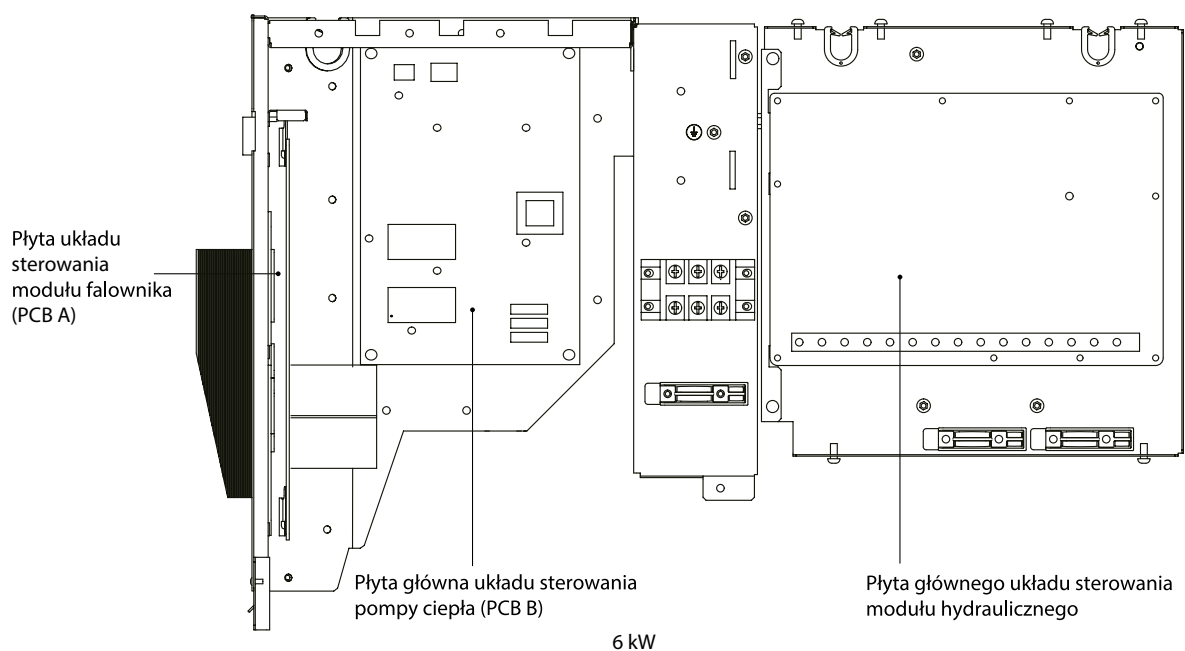 Płyta układu
sterowania
modułu falownika
(PCB A)
Płyta główna układu sterowania
pompy ciepła (PCB B)
Płyta głównego układu sterowania
modułu hydraulicznego
6 kW